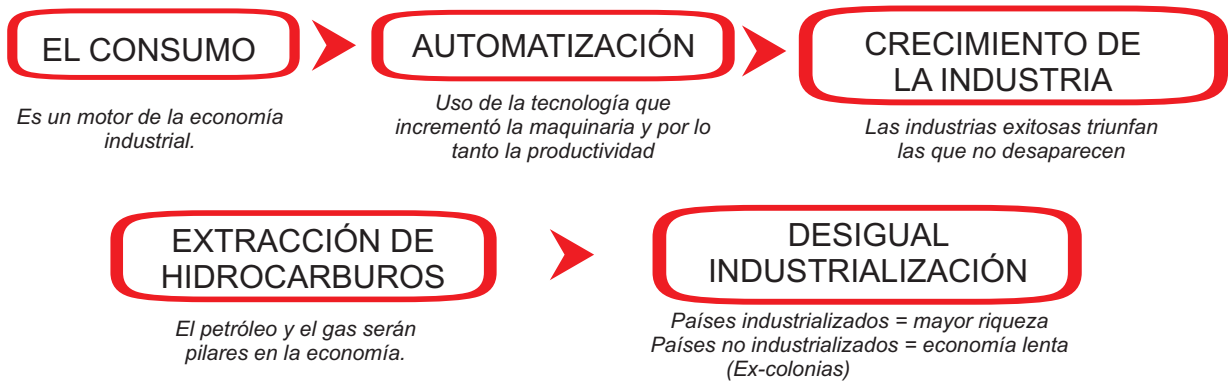 EL CONSUMO
Es un motor de la economía
industrial.
AUTOMATIZACIÓN
Uso de la tecnología que
incrementó la maquinaria y por lo
tanto la productividad
CRECIMIENTO DE
LA INDUSTRIA
Las industrias exitosas triunfan
las que no desaparecen
EXTRACCIÓN DE
HIDROCARBUROS
El petróleo y el gas serán
pilares en la economía.
DESIGUAL
INDUSTRIALIZACIÓN
Países industrializados = mayor riqueza
Países no industrializados = economía lenta
(Ex-colonias)